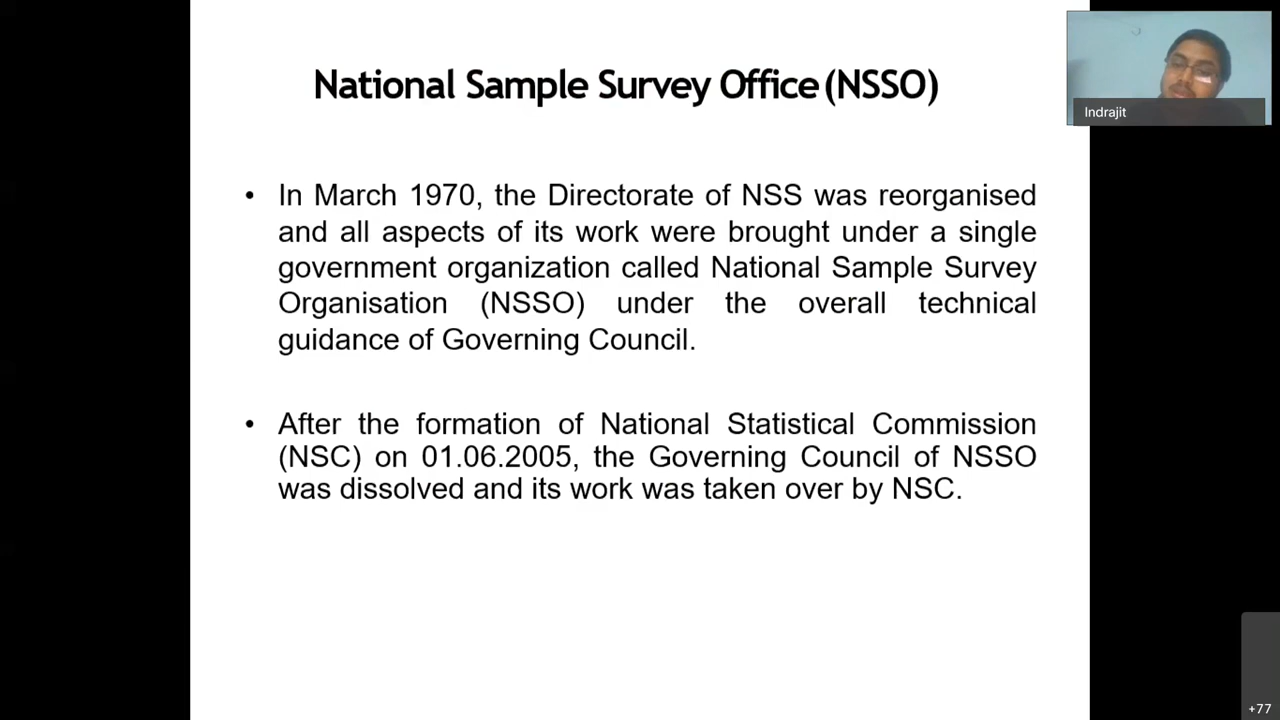 National Sample Survey Office (NSSO)
Indrajit
• In March 1970, the Directorate of NSS was reorganised
and all aspects of its work were brought under a single
government organization called National Sample Survey
Organisation (NSSO) under the overall technical
guidance of Governing Council.
• After the formation of National Statistical Commission
(NSC) on 01.06.2005, the Governing Council of NSSO
was dissolved and its work was taken over by NSC.
+77